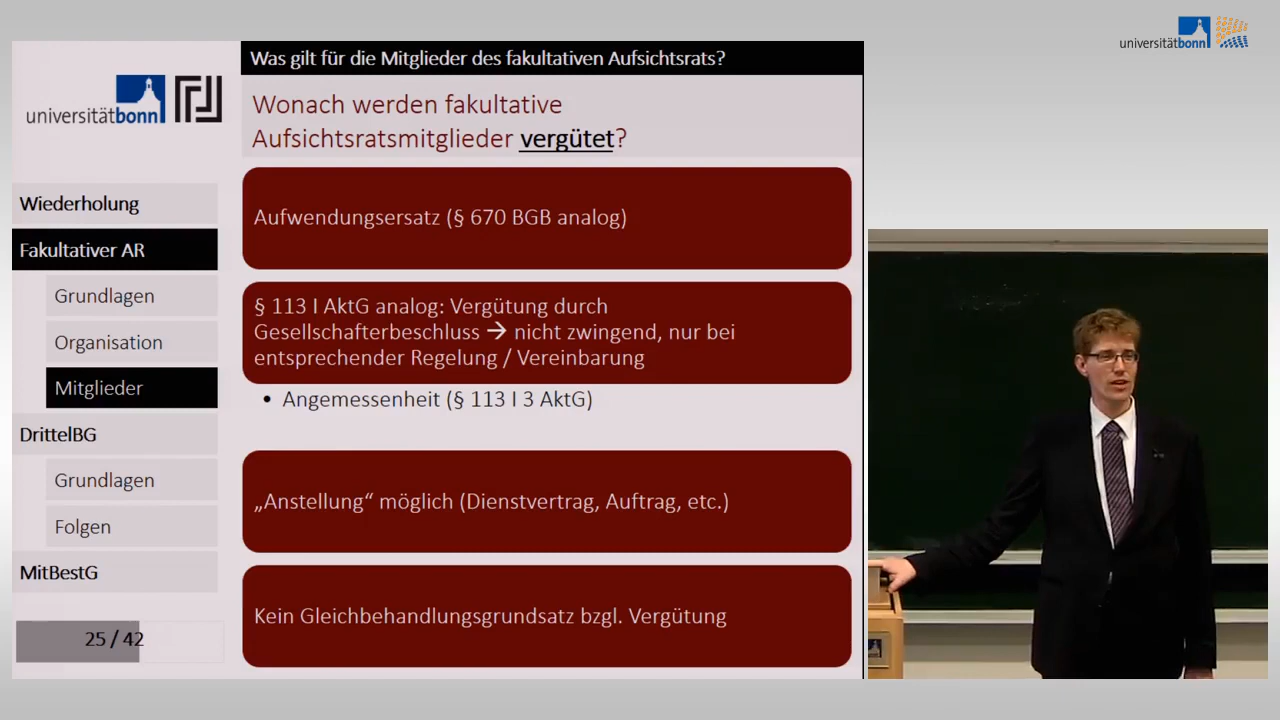 universitätbonn
Was gilt für die Mitglieder des fakultativen Aufsichtsrats?
universitätbonn
Wonach werden fakultative
Aufsichtsratsmitglieder vergütet?
Wiederholung
Fakultativer AR
Grundlagen
Organisation
Mitglieder
DrittelBG
Grundlagen
Folgen
MitBestG
25 / 42
Aufwendungsersatz (§ 670 BGB analog)
§ 113 I AktG analog: Vergütung durch
Gesellschafterbeschluss → nicht zwingend, nur bei
entsprechender Regelung / Vereinbarung
• Angemessenheit (§ 113 I 3 AktG)
„Anstellung“ möglich (Dienstvertrag, Auftrag, etc.)
Kein Gleichbehandlungsgrundsatz bzgl. Vergütung